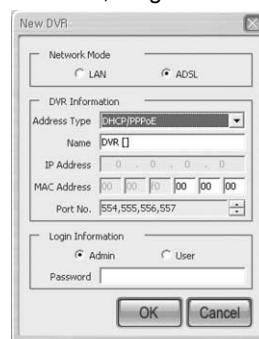 New DVR
Network Mode
LAN ADSL
DVR Information
Address Type DHCP/PPPoE
Name DVR []
IP Address 0 . 0 . 0 . 0
MAC Address 00 00 f0 00 00 00
Port No. 554,555,556,557
Login Information
Admin User
Password
OK Cancel